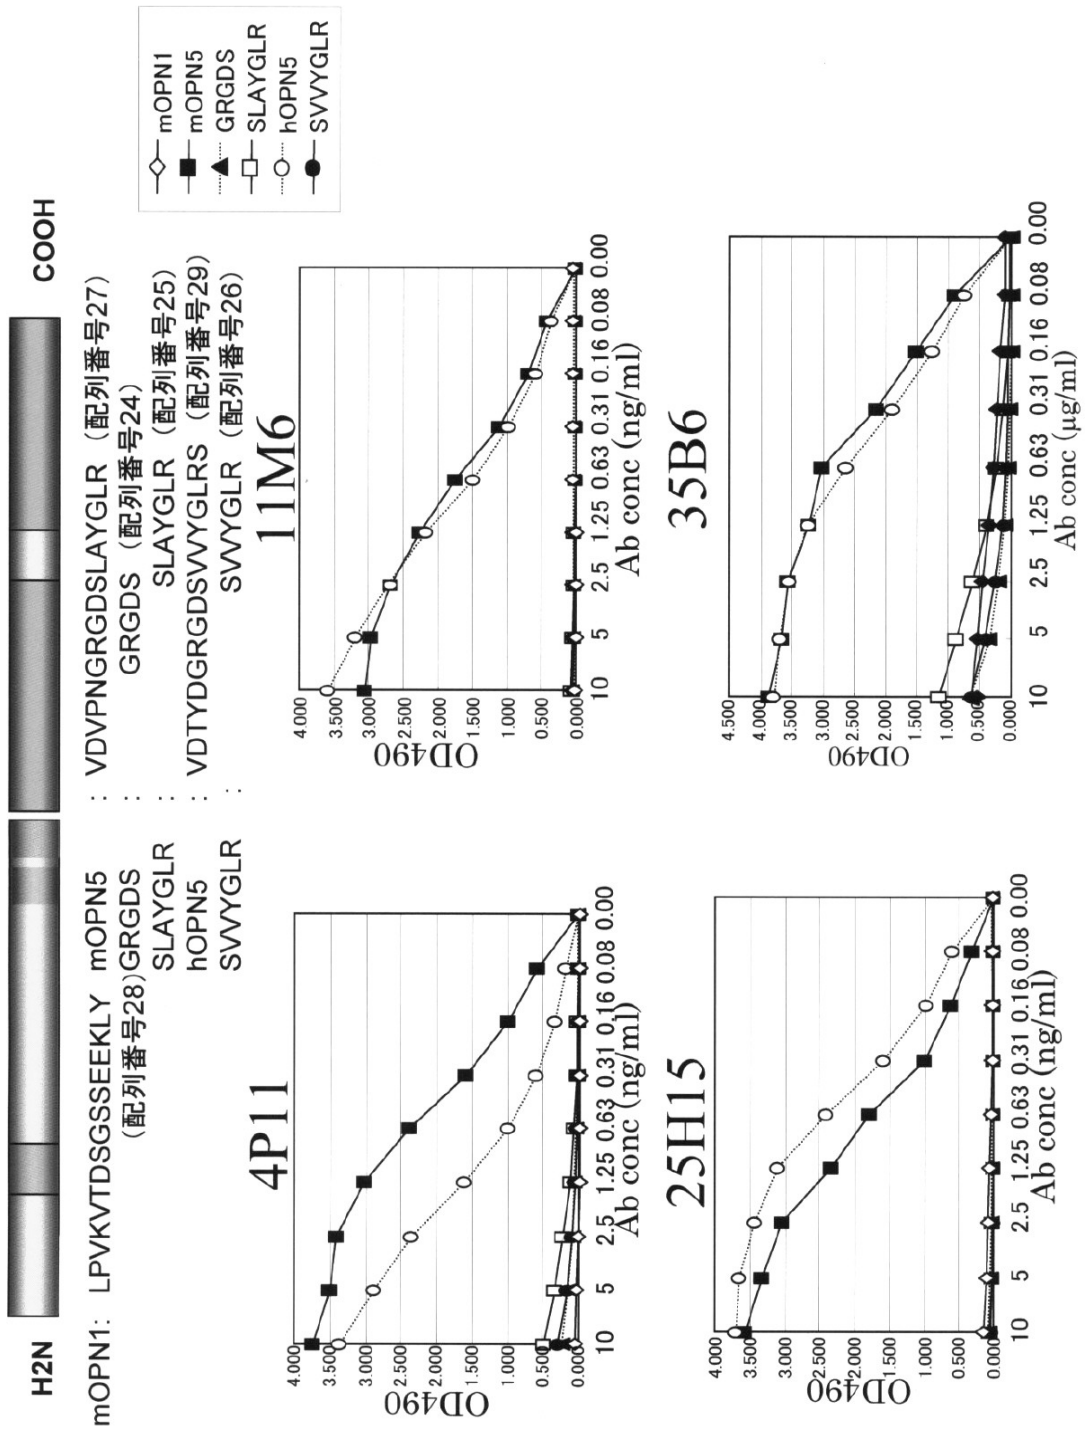 H2N
COOH
mOPN1: LPVKVTDSGSSEEKLY mOPN5 : VDVPNGRGDSLAYGLR (配列番号27)
(配列番号28)GRGDS : GRGDS (配列番号24)
SLAYGLR : SLAYGLR (配列番号25)
hOPN5 : VDTYDGRGDSVVYGLRS (配列番号29)
SVVYGLR : SVVYGLR (配列番号26)
mOPN1
mOPN5
GRGDS
SLAYGLR
hOPN5
SVVYGLR
4P11
OD490
4.000
3.500
3.000
2.500
2.000
1.500
1.000
0.500
0.000
10 5 2.5 1.25 0.63 0.31 0.16 0.08 0.00
Ab conc (ng/ml)
11M6
OD490
4.000
3.500
3.000
2.500
2.000
1.500
1.000
0.500
0.000
10 5 2.5 1.25 0.63 0.31 0.16 0.08 0.00
Ab conc (ng/ml)
25H15
OD490
4.000
3.500
3.000
2.500
2.000
1.500
1.000
0.500
0.000
10 5 2.5 1.25 0.63 0.31 0.16 0.08 0.00
Ab conc (ng/ml)
35B6
OD490
4.500
4.000
3.500
3.000
2.500
2.000
1.500
1.000
0.500
0.000
10 5 2.5 1.25 0.63 0.31 0.16 0.08 0.00
Ab conc (μg/ml)